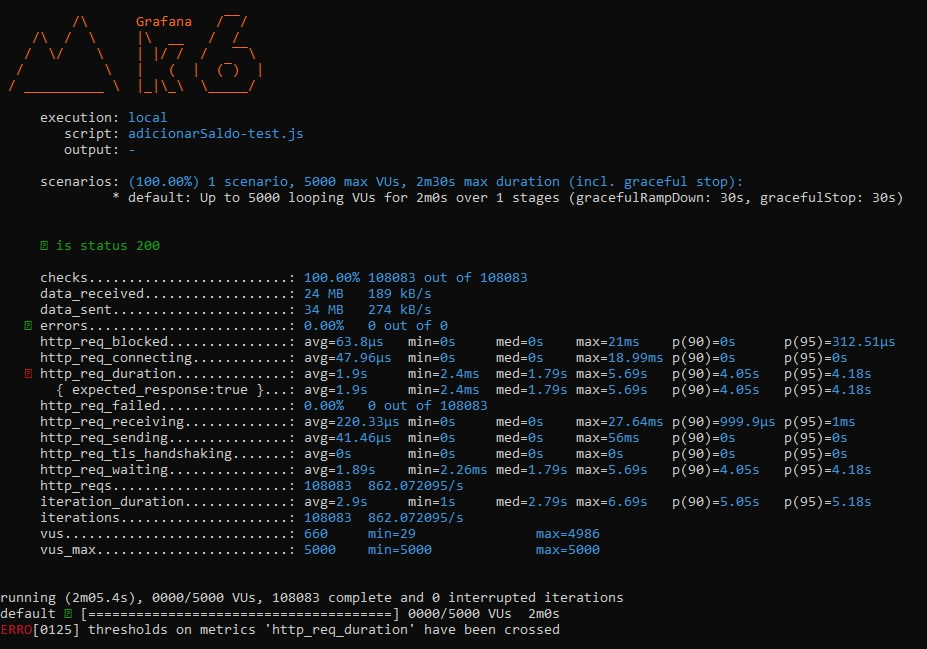 Grafana
execution: local
script: adicionarSaldo-test.js
output: -
scenarios: (100.00%) 1 scenario, 5000 max VUs, 2m30s max duration (incl. graceful stop):
* default: Up to 5000 looping VUs for 2m0s over 1 stages (gracefulRampDown: 30s, gracefulStop: 30s)
is status 200
checks.........................: 100.00% 108083 out of 108083
data_received..................: 24 MB 189 kB/s
data_sent......................: 34 MB 274 kB/s
errors.........................: 0.00% 0 out of 0
http_req_blocked...............: avg=63.8µs min=0s med=0s max=21ms p(90)=0s p(95)=312.51µs
http_req_connecting............: avg=47.96µs min=0s med=0s max=18.99ms p(90)=0s p(95)=0s
http_req_duration..............: avg=1.9s min=2.4ms med=1.79s max=5.69s p(90)=4.05s p(95)=4.18s
{ expected_response:true }...: avg=1.9s min=2.4ms med=1.79s max=5.69s p(90)=4.05s p(95)=4.18s
http_req_failed................: 0.00% 0 out of 108083
http_req_receiving.............: avg=220.33µs min=0s med=0s max=27.64ms p(90)=999.9µs p(95)=1ms
http_req_sending...............: avg=41.46µs min=0s med=0s max=56ms p(90)=0s p(95)=0s
http_req_tls_handshaking.......: avg=0s min=0s med=0s max=0s p(90)=0s p(95)=0s
http_req_waiting...............: avg=1.89s min=2.26ms med=1.79s max=5.69s p(90)=4.05s p(95)=4.18s
http_reqs......................: 108083 862.072095/s
iteration_duration.............: avg=2.9s min=1s med=2.79s max=6.69s p(90)=5.05s p(95)=5.18s
iterations.....................: 108083 862.072095/s
vus............................: 660 min=29 max=4986
vus_max........................: 5000 min=5000 max=5000
running (2m05.4s), 0000/5000 VUs, 108083 complete and 0 interrupted iterations
default [======================================] 0000/5000 VUs 2m0s
ERRO[0125] thresholds on metrics 'http_req_duration' have been crossed